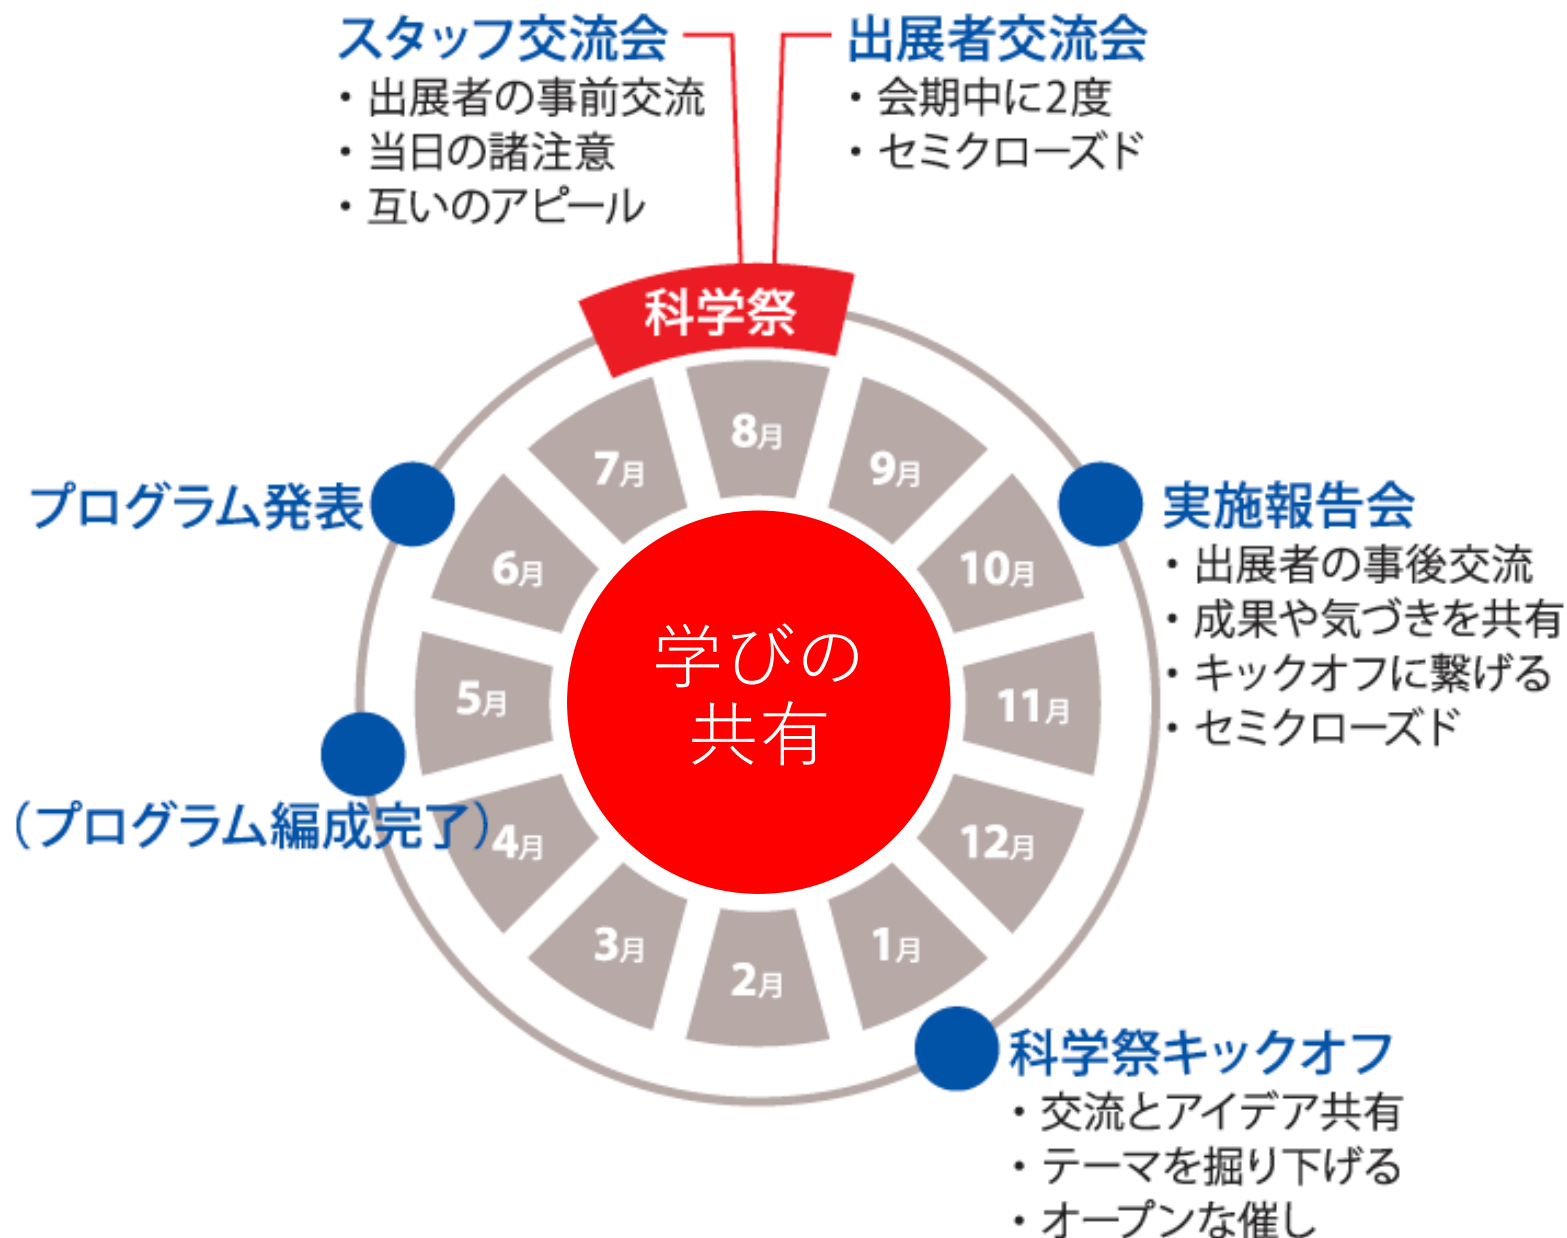 スタッフ交流会
・出展者の事前交流
・当日の諸注意
・互いのアピール
出展者交流会
・会期中に2度
・セミクローズド
科学祭
8月
9月
10月
11月
12月
1月
2月
3月
4月
5月
6月
7月
学びの
共有
実施報告会
・出展者の事後交流
・成果や気づきを共有
・キックオフに繋げる
・セミクローズド
科学祭キックオフ
・交流とアイデア共有
・テーマを掘り下げる
・オープンな催し
（プログラム編成完了）
プログラム発表